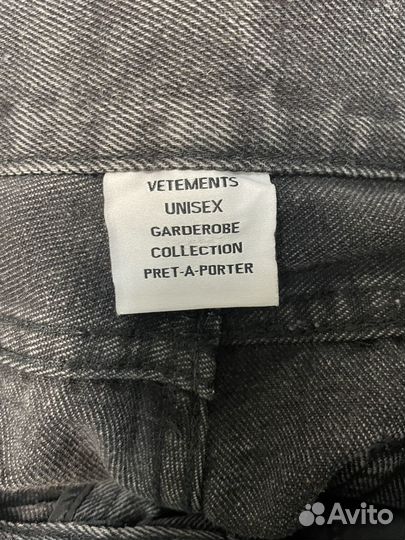 VETEMENTS
UNISEX
GARDEROBE
COLLECTION
PRET-A-PORTER
Avito